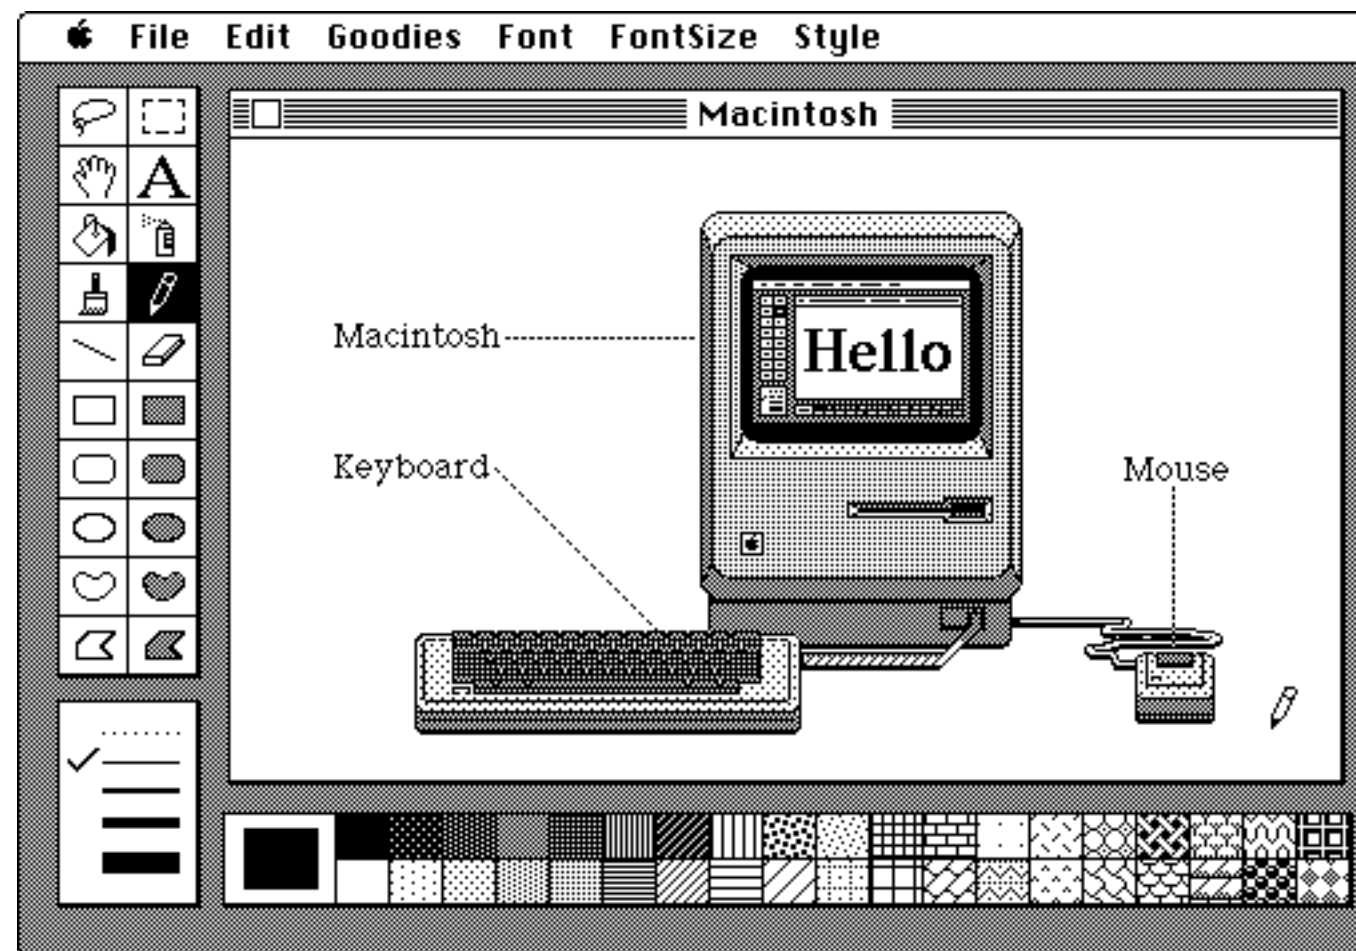 File Edit Goodies Font FontSize Style
Macintosh
A
Macintosh
Hello
Keyboard
Mouse